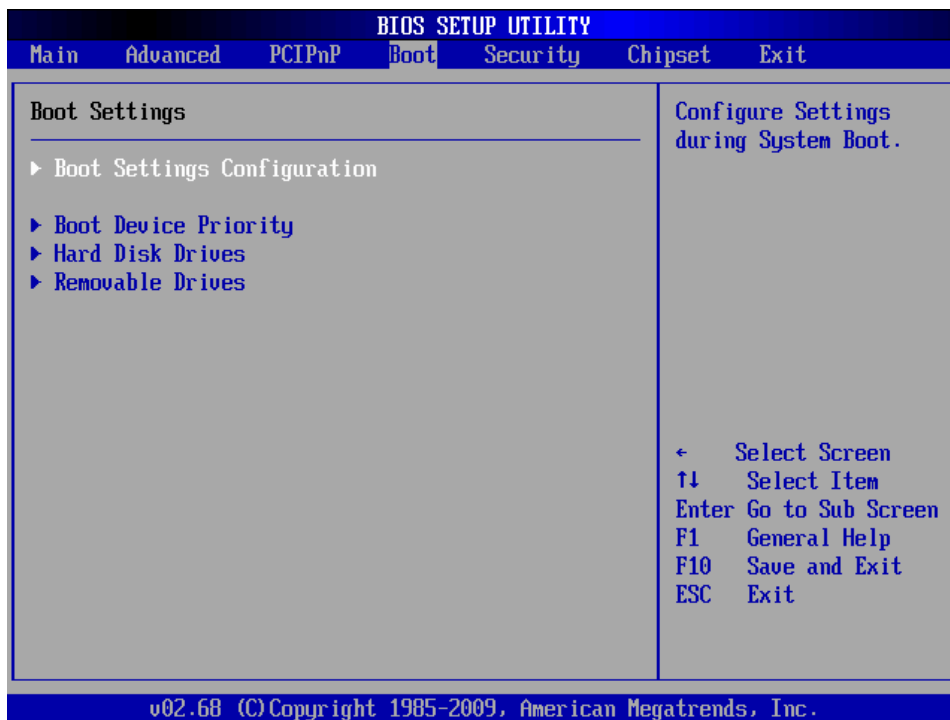 BIOS SETUP UTILITY
Main Advanced PCIPnP Boot Security Chipset Exit
Boot Settings
▶ Boot Settings Configuration
▶ Boot Device Priority
▶ Hard Disk Drives
▶ Removable Drives
Configure Settings
during System Boot.
← Select Screen
↑↓ Select Item
Enter Go to Sub Screen
F1 General Help
F10 Save and Exit
ESC Exit
v02.68 (C)Copyright 1985-2009, American Megatrends, Inc.